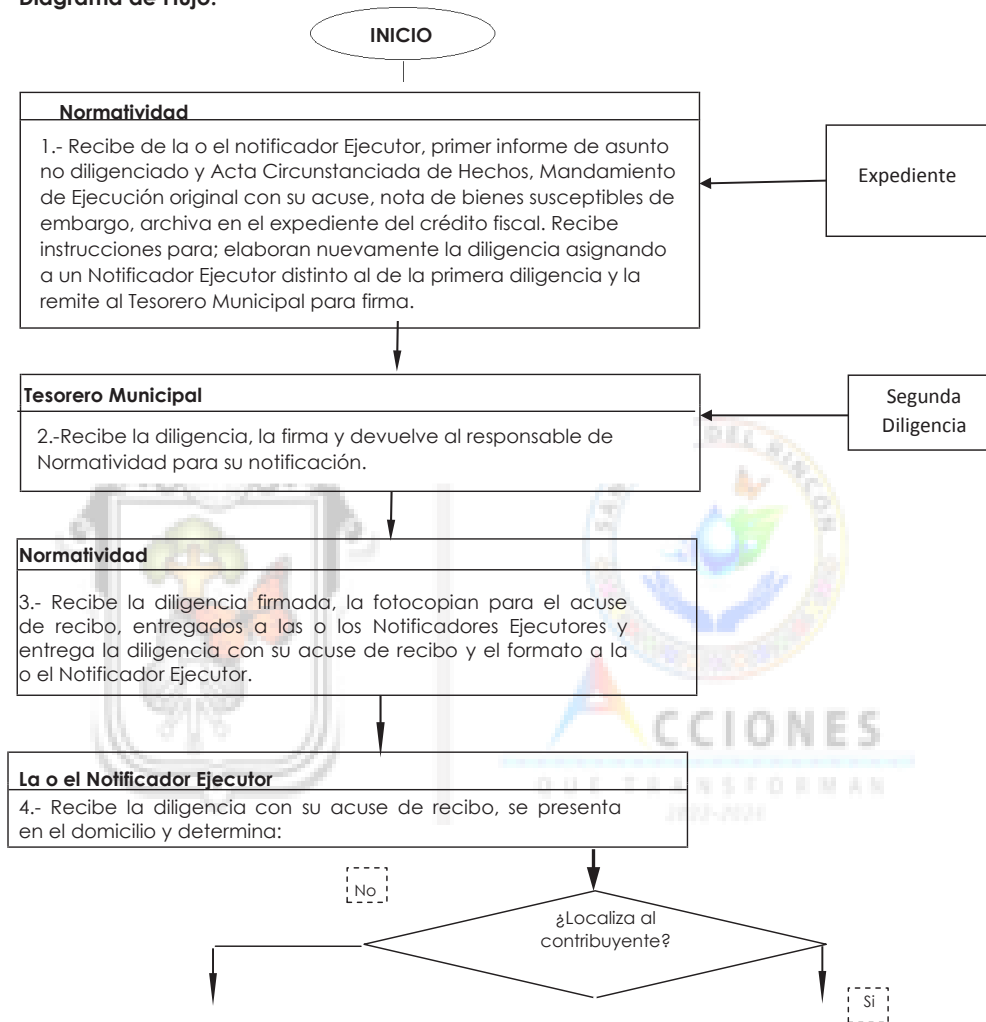 Diagrama de Flujo:
INICIO
Normatividad
1.- Recibe de la o el notificador Ejecutor, primer informe de asunto
no diligenciado y Acta Circunstanciada de Hechos, Mandamiento
de Ejecución original con su acuse, nota de bienes susceptibles de
embargo, archiva en el expediente del crédito fiscal. Recibe
instrucciones para; elaboran nuevamente la diligencia asignando
a un Notificador Ejecutor distinto al de la primera diligencia y la
remite al Tesorero Municipal para firma.
Expediente
Tesorero Municipal
2.-Recibe la diligencia, la firma y devuelve al responsable de
Normatividad para su notificación.
Segunda
Diligencia
Normatividad
3.- Recibe la diligencia firmada, la fotocopian para el acuse
de recibo, entregados a las o los Notificadores Ejecutores y
entrega la diligencia con su acuse de recibo y el formato a la
o el Notificador Ejecutor.
La o el Notificador Ejecutor
4.- Recibe la diligencia con su acuse de recibo, se presenta
en el domicilio y determina:
No
¿Localiza al
contribuyente?
Si
DEL RINCON
ACCIONES
QUE TRANSFORMAN